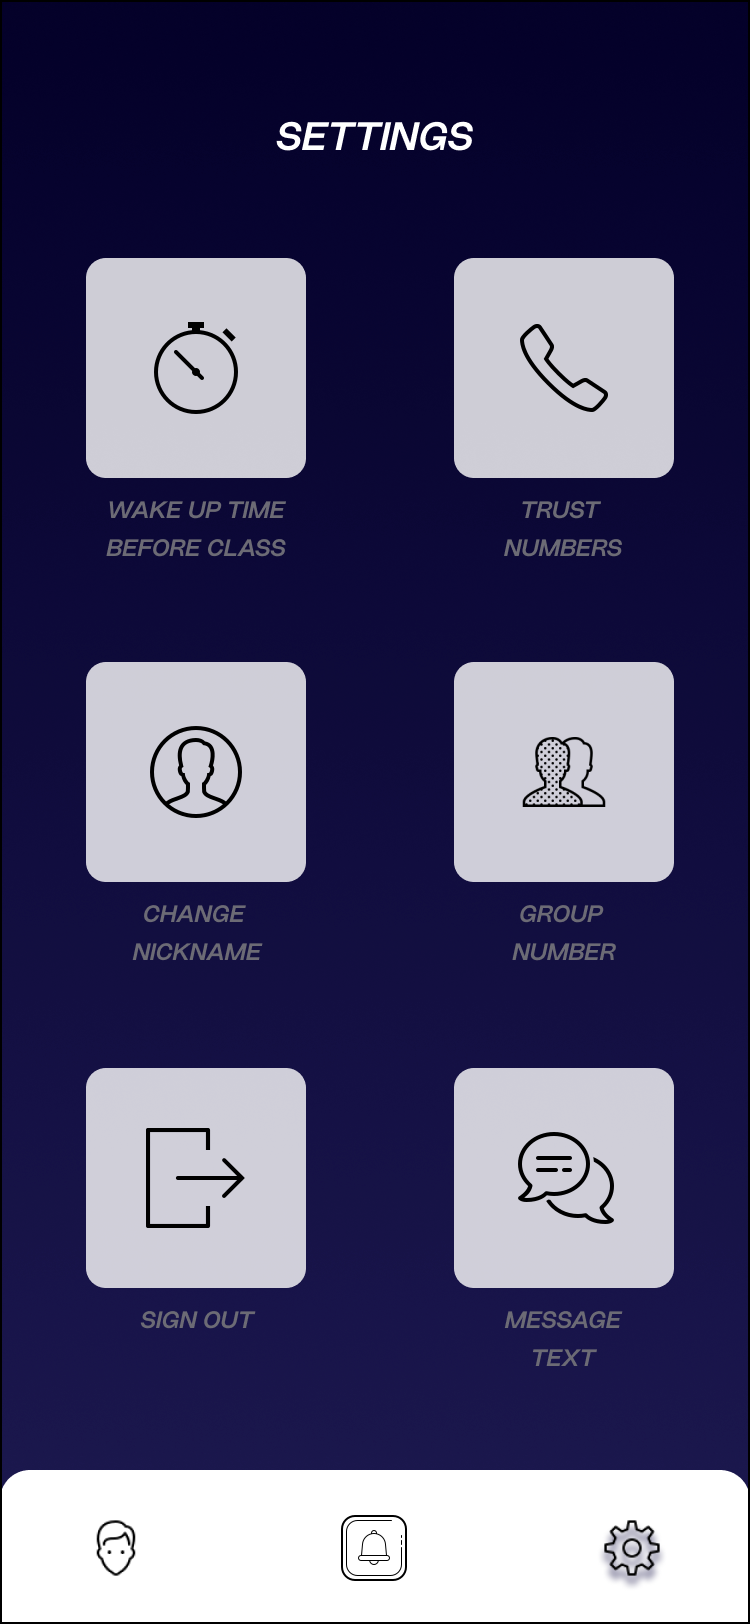 SETTINGS
WAKE UP TIME
BEFORE CLASS
TRUST
NUMBERS
CHANGE
NICKNAME
GROUP
NUMBER
SIGN OUT
MESSAGE
TEXT